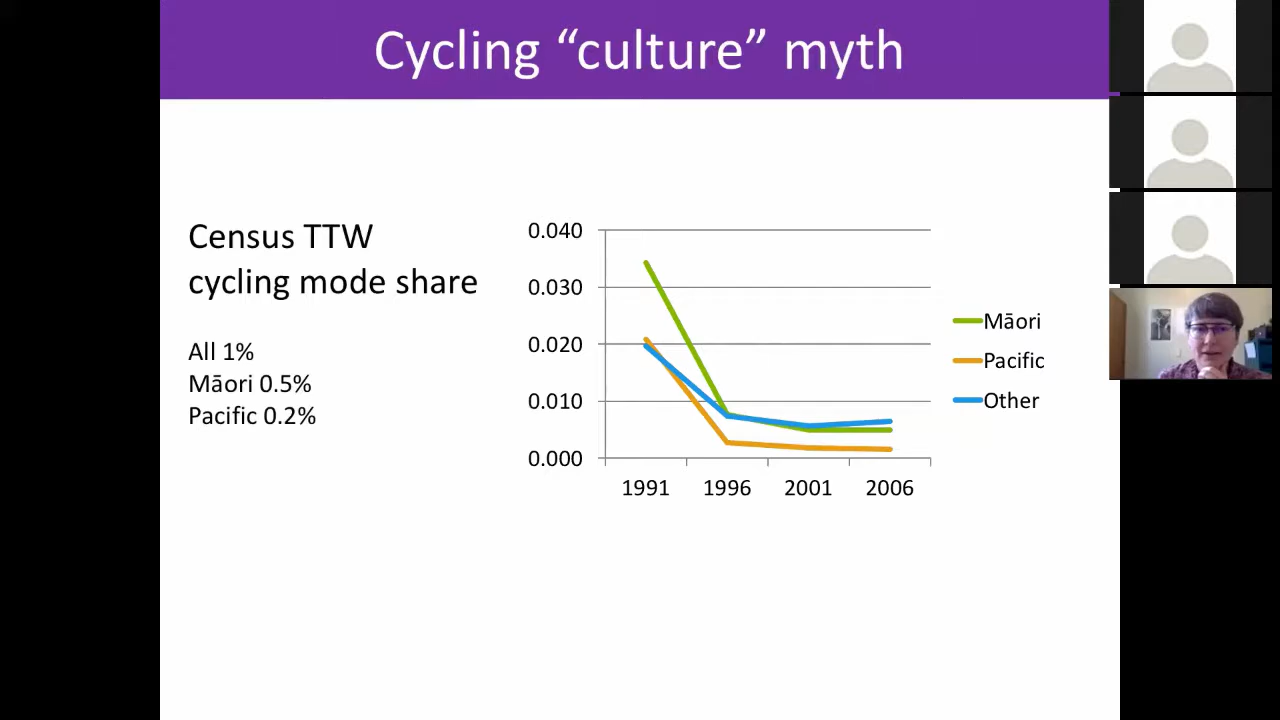 Cycling “culture” myth
Census TTW
cycling mode share
All 1%
Māori 0.5%
Pacific 0.2%
0.040
0.030
0.020
0.010
0.000
1991 1996 2001 2006
Māori
Pacific
Other